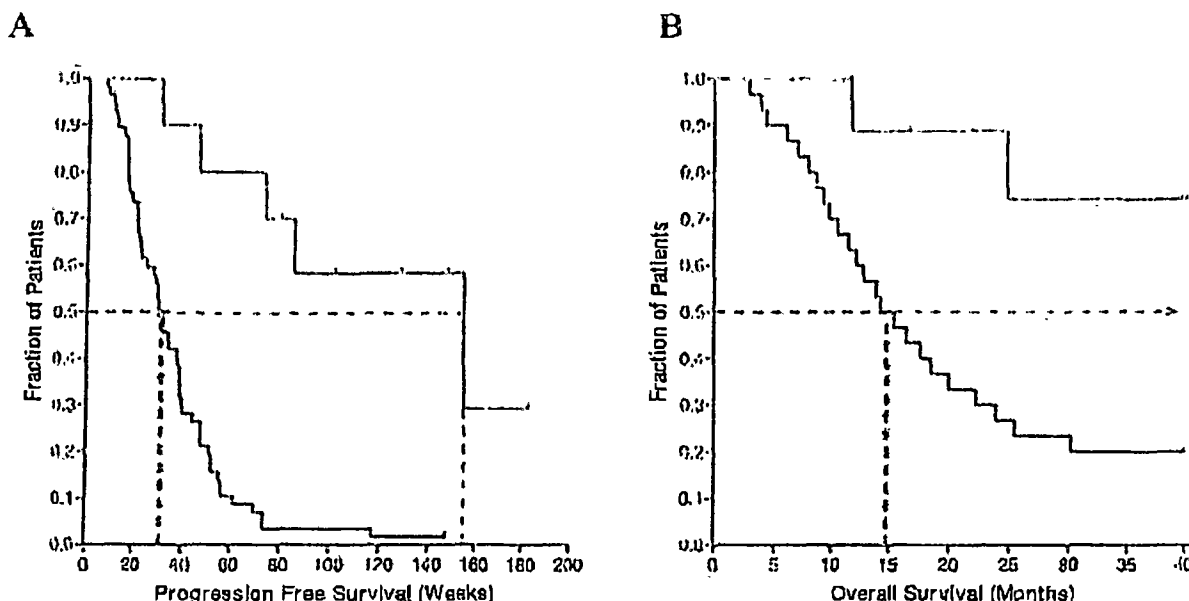 A
B
Fraction of Patients
1.0
0.9
0.8
0.7
0.6
0.5
0.4
0.3
0.2
0.1
0.0
0 20 40 60 80 100 120 140 160 180 200
Progression Free Survival (Weeks)
Fraction of Patients
1.0
0.9
0.8
0.7
0.6
0.5
0.4
0.3
0.2
0.1
0.0
0 5 10 15 20 25 30 35 40
Overall Survival (Months)